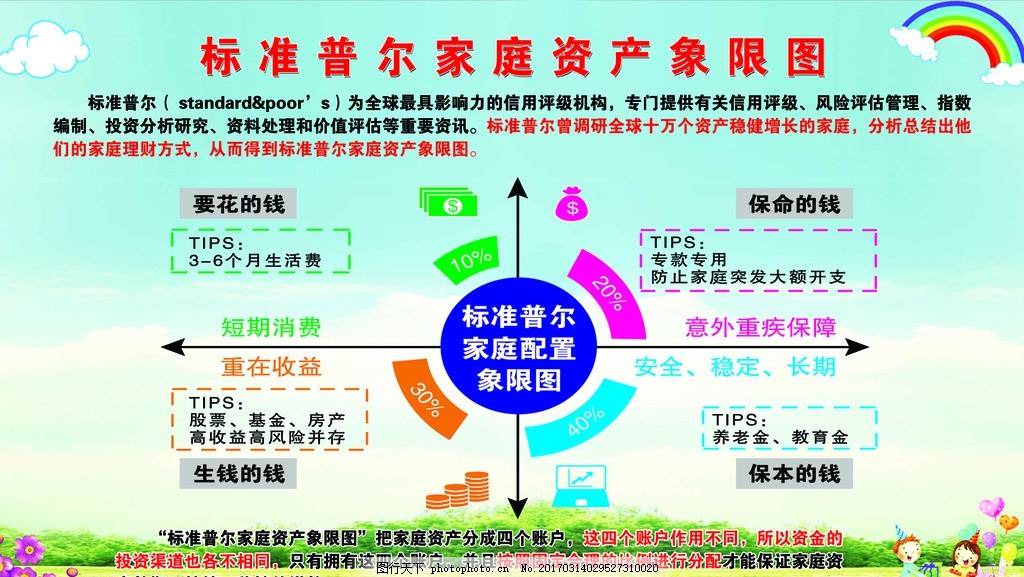 标准普尔家庭资产象限图
标准普尔（ standard&poor's）为全球最具影响力的信用评级机构，专门提供有关信用评级、风险评估管理、指数
编制、投资分析研究、资料处理和价值评估等重要资讯。标准普尔曾调研全球十万个资产稳健增长的家庭，分析总结出他
们的家庭理财方式，从而得到标准普尔家庭资产象限图。
要花的钱
TIPS：
3-6个月生活费
10%
短期消费
保命的钱
TIPS：
专款专用
防止家庭突发大额开支
20%
意外重疾保障
标准普尔
家庭配置
象限图
重在收益
30%
TIPS：
股票、基金、房产
高收益高风险并存
生钱的钱
安全、稳定、长期
40%
TIPS：
养老金、教育金
保本的钱
“标准普尔家庭资产象限图”把家庭资产分成四个账户，这四个账户作用不同，所以资金的
投资渠道也各不相同，只有拥有这四个账户，并且按照固定合理的比例进行分配才能保证家庭资
图行天下 photophoto.cn No.20170314029527310020